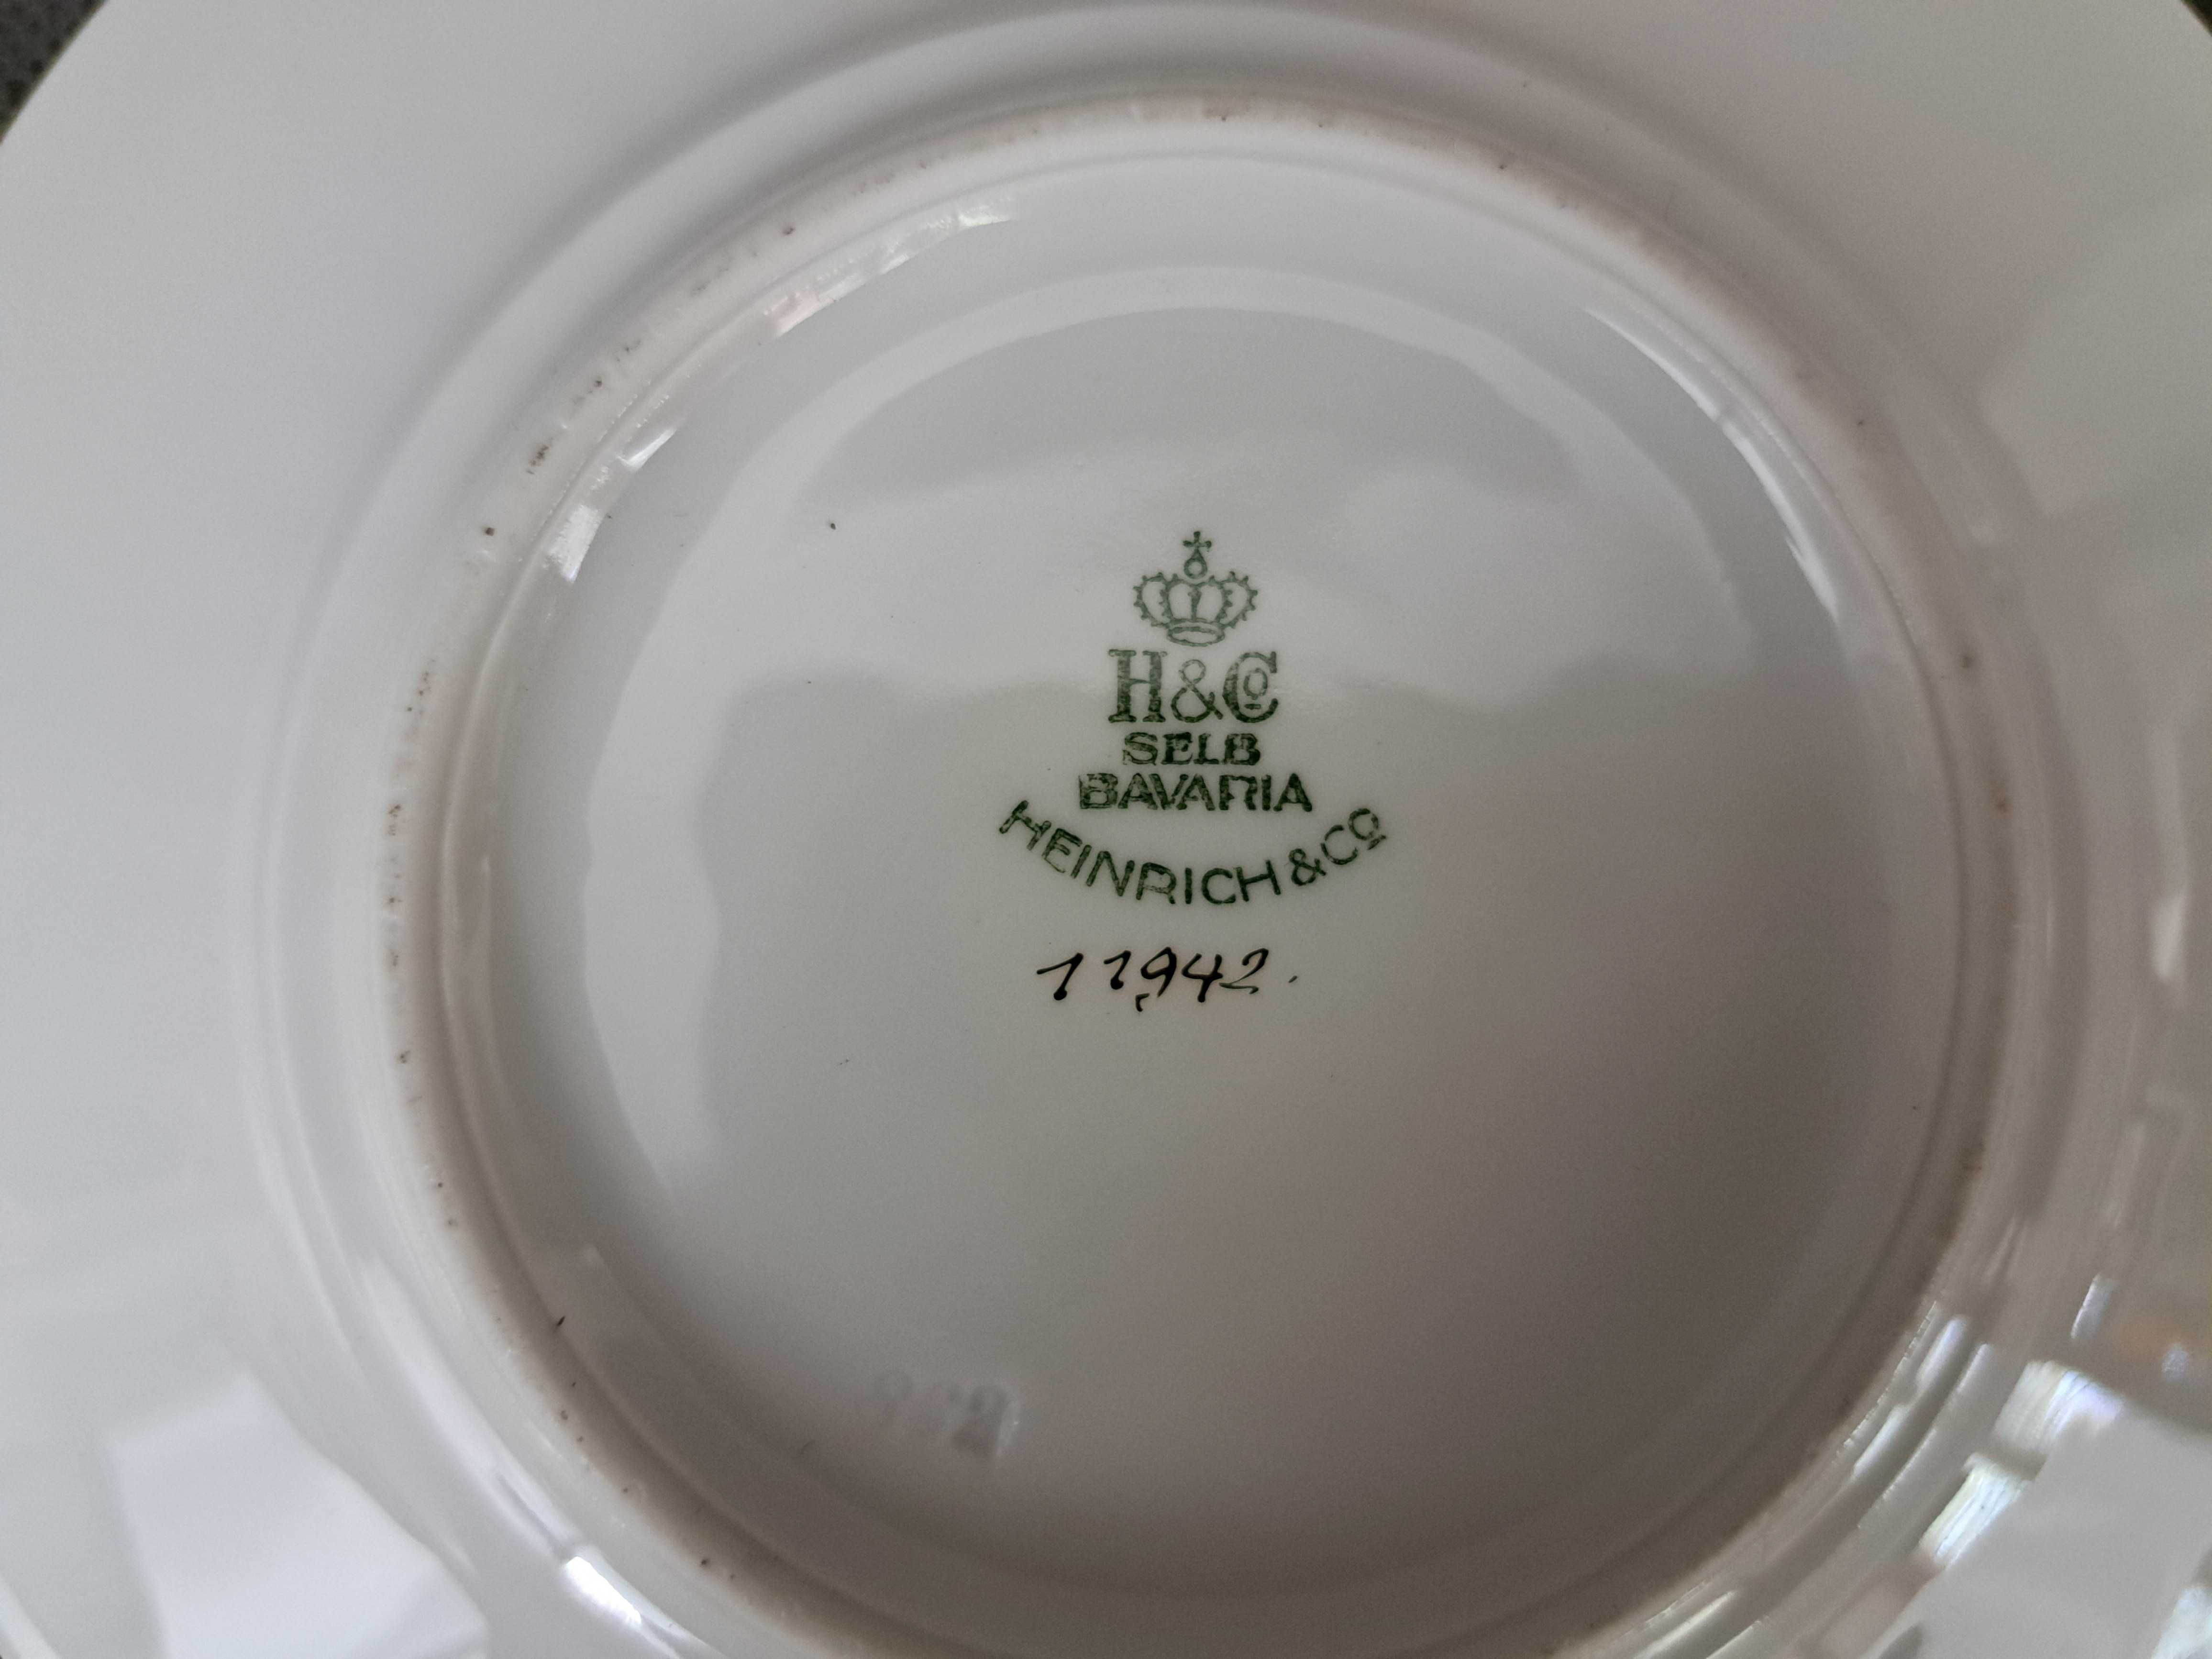 H&Co
SELB
BAVARIA
HEINRICH & Co
11942.